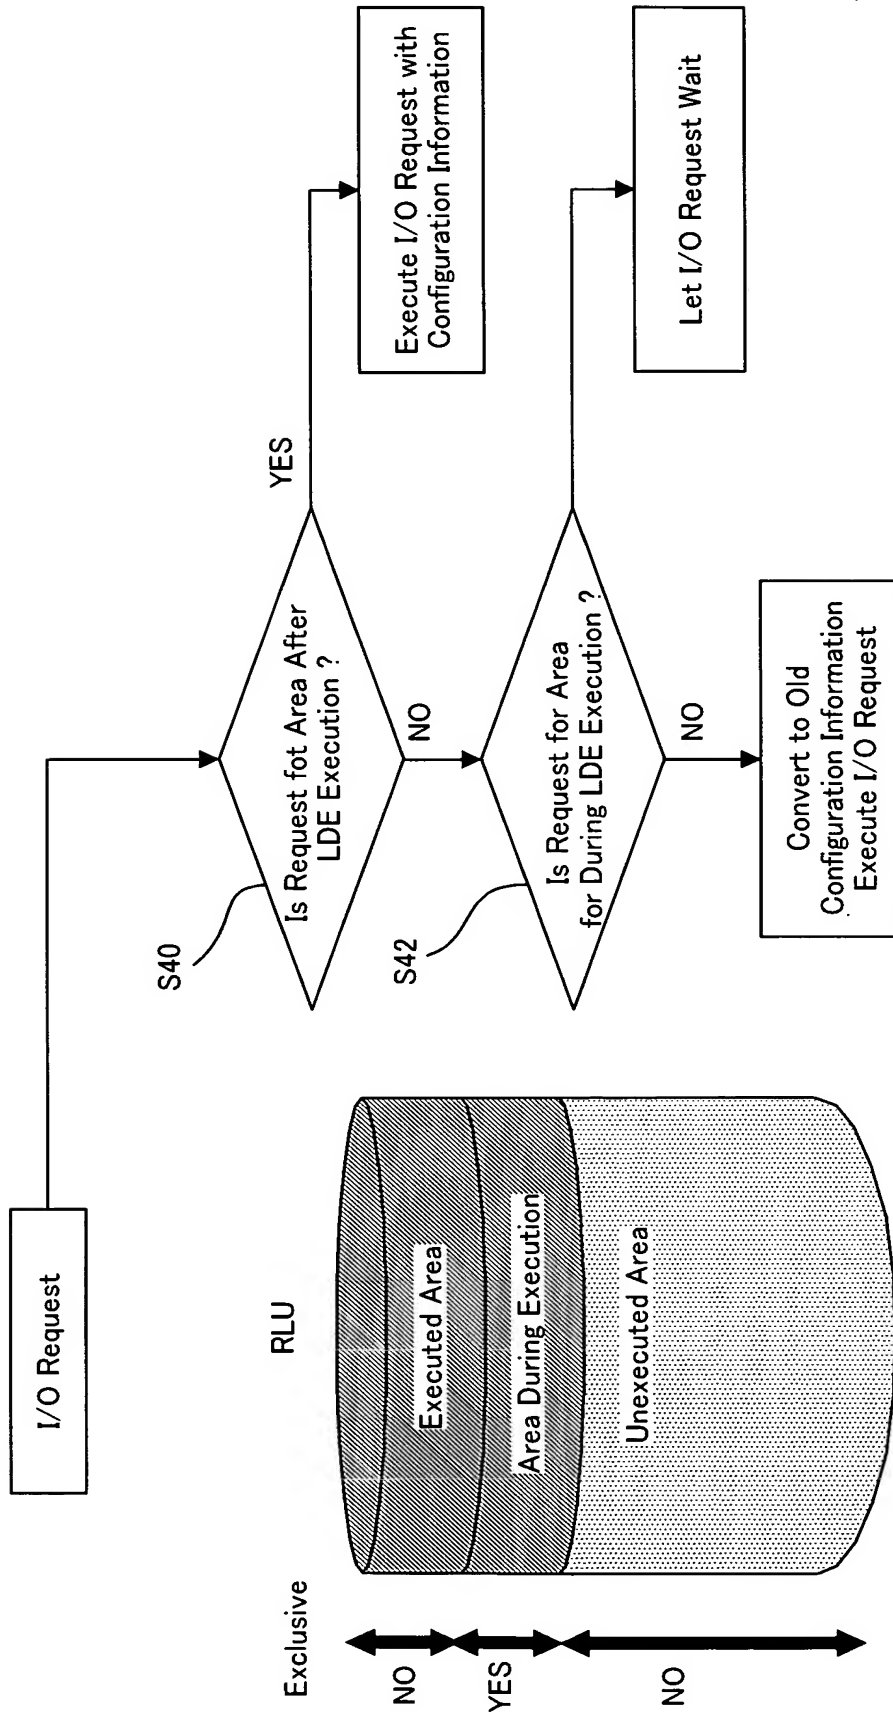 I/O Request
RLU
Exclusive
NO
YES
NO
Executed Area
Area During Execution
Unexecuted Area
S40
Is Request fot Area After
LDE Execution ?
YES
NO
Execute I/O Request with
Configuration Information
S42
Is Request for Area
for During LDE Execution ?
NO
Let I/O Request Wait
Convert to Old
Configuration Information
Execute I/O Request